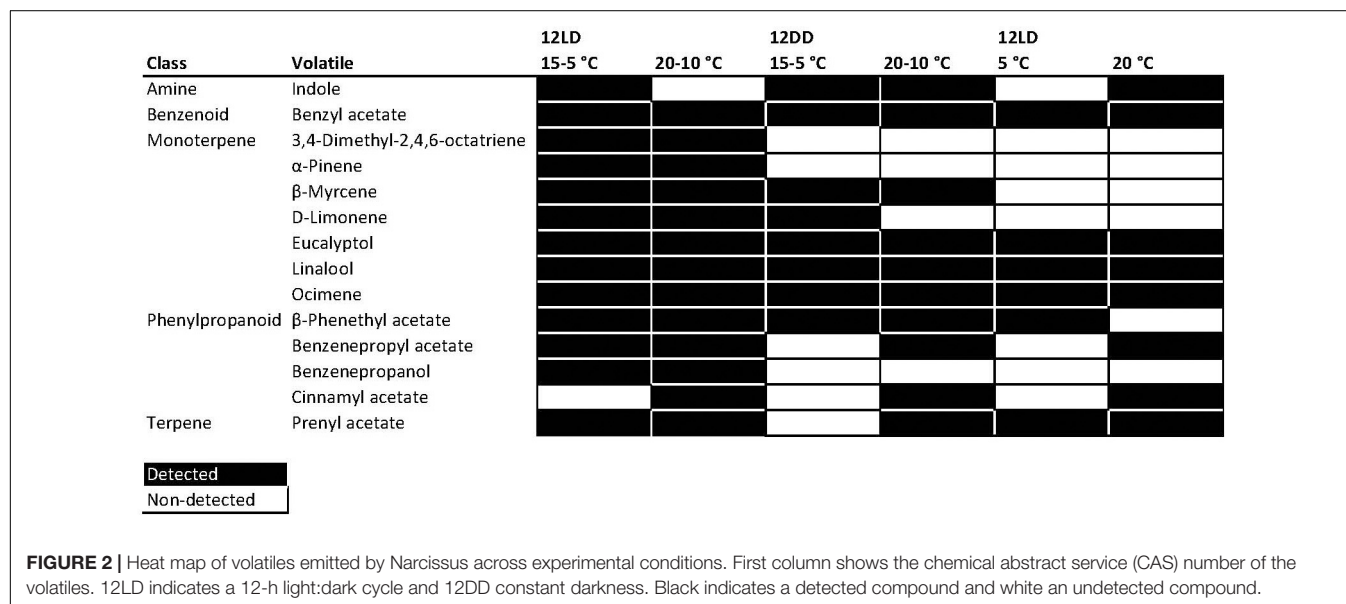 12LD 12DD 12LD
Class Volatile 15-5 °C 20-10 °C 15-5 °C 20-10 °C 5 °C 20 °C
Amine Indole
Benzenoid Benzyl acetate
Monoterpene 3,4-Dimethyl-2,4,6-octatriene
α-Pinene
β-Myrcene
D-Limonene
Eucalyptol
Linalool
Ocimene
Phenylpropanoid β-Phenethyl acetate
Benzenepropyl acetate
Benzenepropanol
Cinnamyl acetate
Terpene Prenyl acetate
Detected
Non-detected
FIGURE 2 | Heat map of volatiles emitted by Narcissus across experimental conditions. First column shows the chemical abstract service (CAS) number of the
volatiles. 12LD indicates a 12-h light:dark cycle and 12DD constant darkness. Black indicates a detected compound and white an undetected compound.